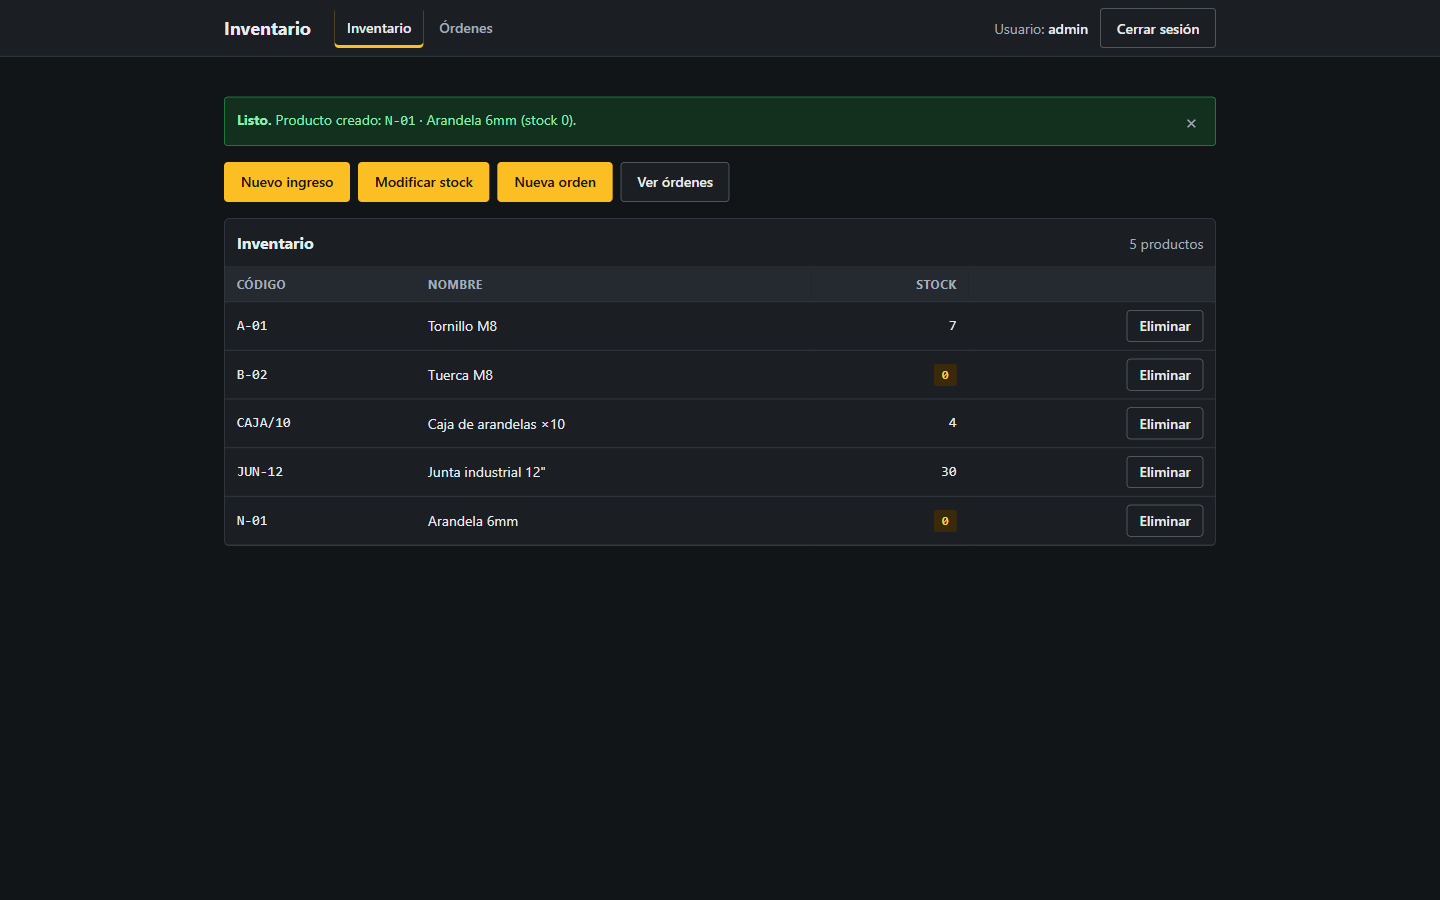 Inventario Inventario Órdenes Usuario: admin Cerrar sesión
Listo. Producto creado: N-01 · Arandela 6mm (stock 0). ×
Nuevo ingreso Modificar stock Nueva orden Ver órdenes
Inventario 5 productos
CÓDIGO NOMBRE STOCK
A-01 Tornillo M8 7 Eliminar
B-02 Tuerca M8 0 Eliminar
CAJA/10 Caja de arandelas ×10 4 Eliminar
JUN-12 Junta industrial 12" 30 Eliminar
N-01 Arandela 6mm 0 Eliminar